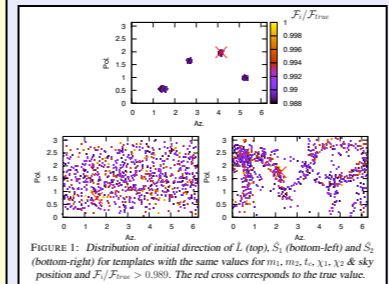 F_i/F_true
3
2.5
2
1.5
1
0.5
0
Pol.
0 1 2 3 4 5 6
Az.
1
0.998
0.996
0.994
0.992
0.99
0.988
3
2.5
2
1.5
1
0.5
0
Pol.
0 1 2 3 4 5 6
Az.
3
2.5
2
1.5
1
0.5
0
Pol.
0 1 2 3 4 5 6
Az.
FIGURE 1: Distribution of initial direction of L̂ (top), Ŝ₁ (bottom-left) and Ŝ₂
(bottom-right) for templates with the same values for m₁, m₂, t_c, χ1, χ2 & sky
position and F_i/F_true > 0.989. The red cross corresponds to the true value.